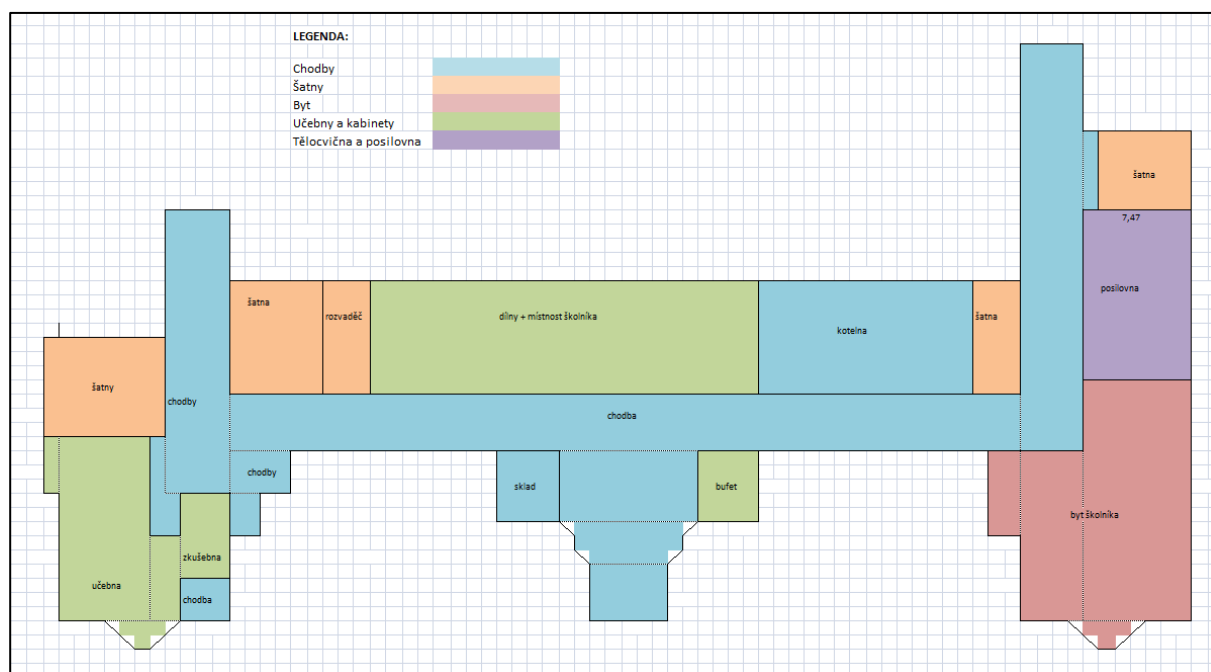 LEGENDA:
Chodby
Šatny
Byt
Učebny a kabinety
Tělocvična a posilovna
šatna
7,47
posilovna
šatna
rozvaděč
dílny + místnost školníka
kotelna
šatna
šatny
chodby
chodba
chodby
sklad
bufet
byt školníka
zkušebna
učebna
chodba